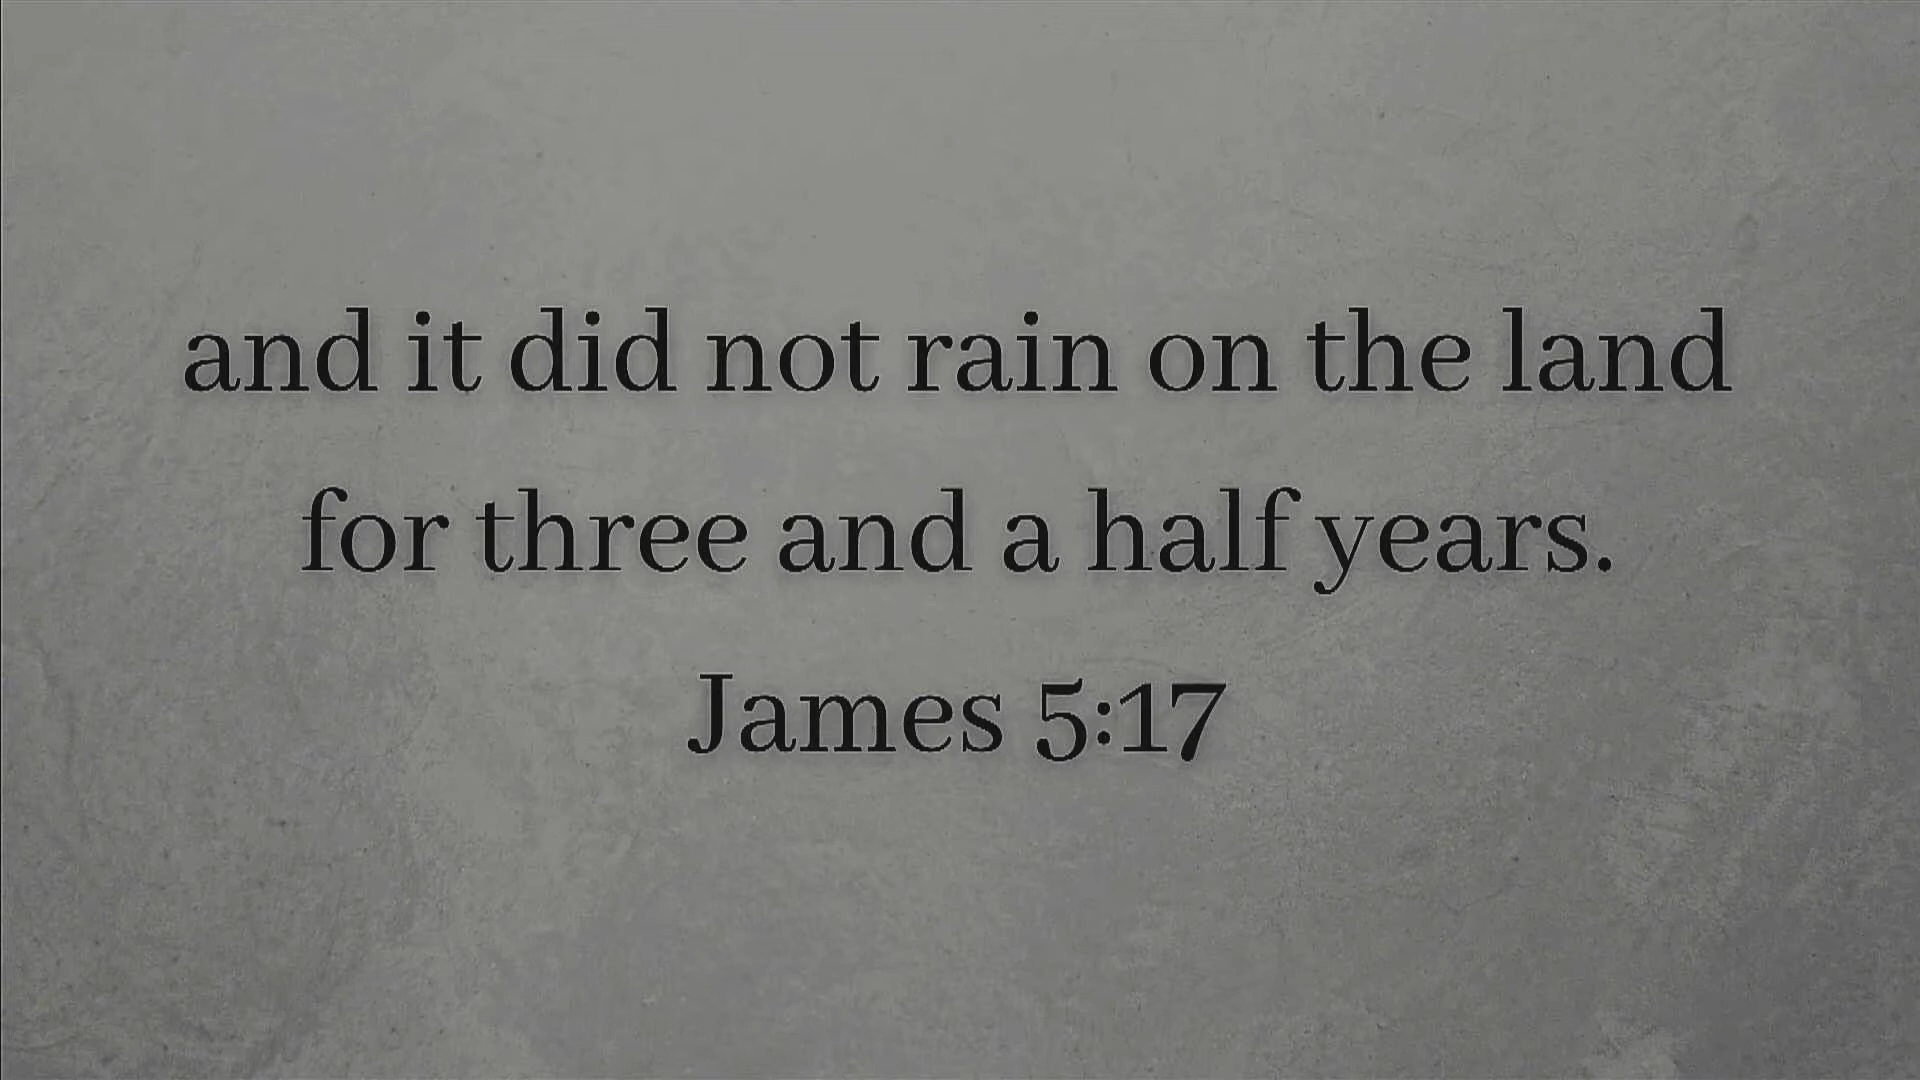 and it did not rain on the land
for three and a half years.
James 5:17